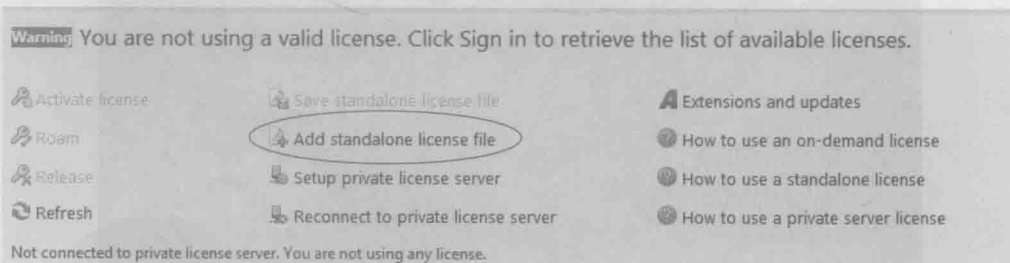 Warning You are not using a valid license. Click Sign in to retrieve the list of available licenses.
Activate license
Save standalone license file
Extensions and updates
Roam
Add standalone license file
How to use an on-demand license
Release
Setup private license server
How to use a standalone license
Refresh
Reconnect to private license server
How to use a private server license
Not connected to private license server. You are not using any license.